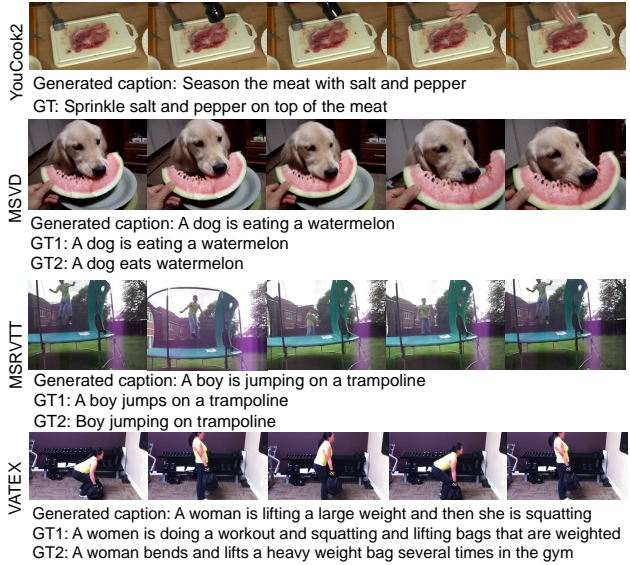 YouCook2
Generated caption: Season the meat with salt and pepper
GT: Sprinkle salt and pepper on top of the meat
MSVD
Generated caption: A dog is eating a watermelon
GT1: A dog is eating a watermelon
GT2: A dog eats watermelon
MSRVTT
Generated caption: A boy is jumping on a trampoline
GT1: A boy jumps on a trampoline
GT2: Boy jumping on trampoline
VATEX
Generated caption: A woman is lifting a large weight and then she is squatting
GT1: A women is doing a workout and squatting and lifting bags that are weighted
GT2: A woman bends and lifts a heavy weight bag several times in the gym